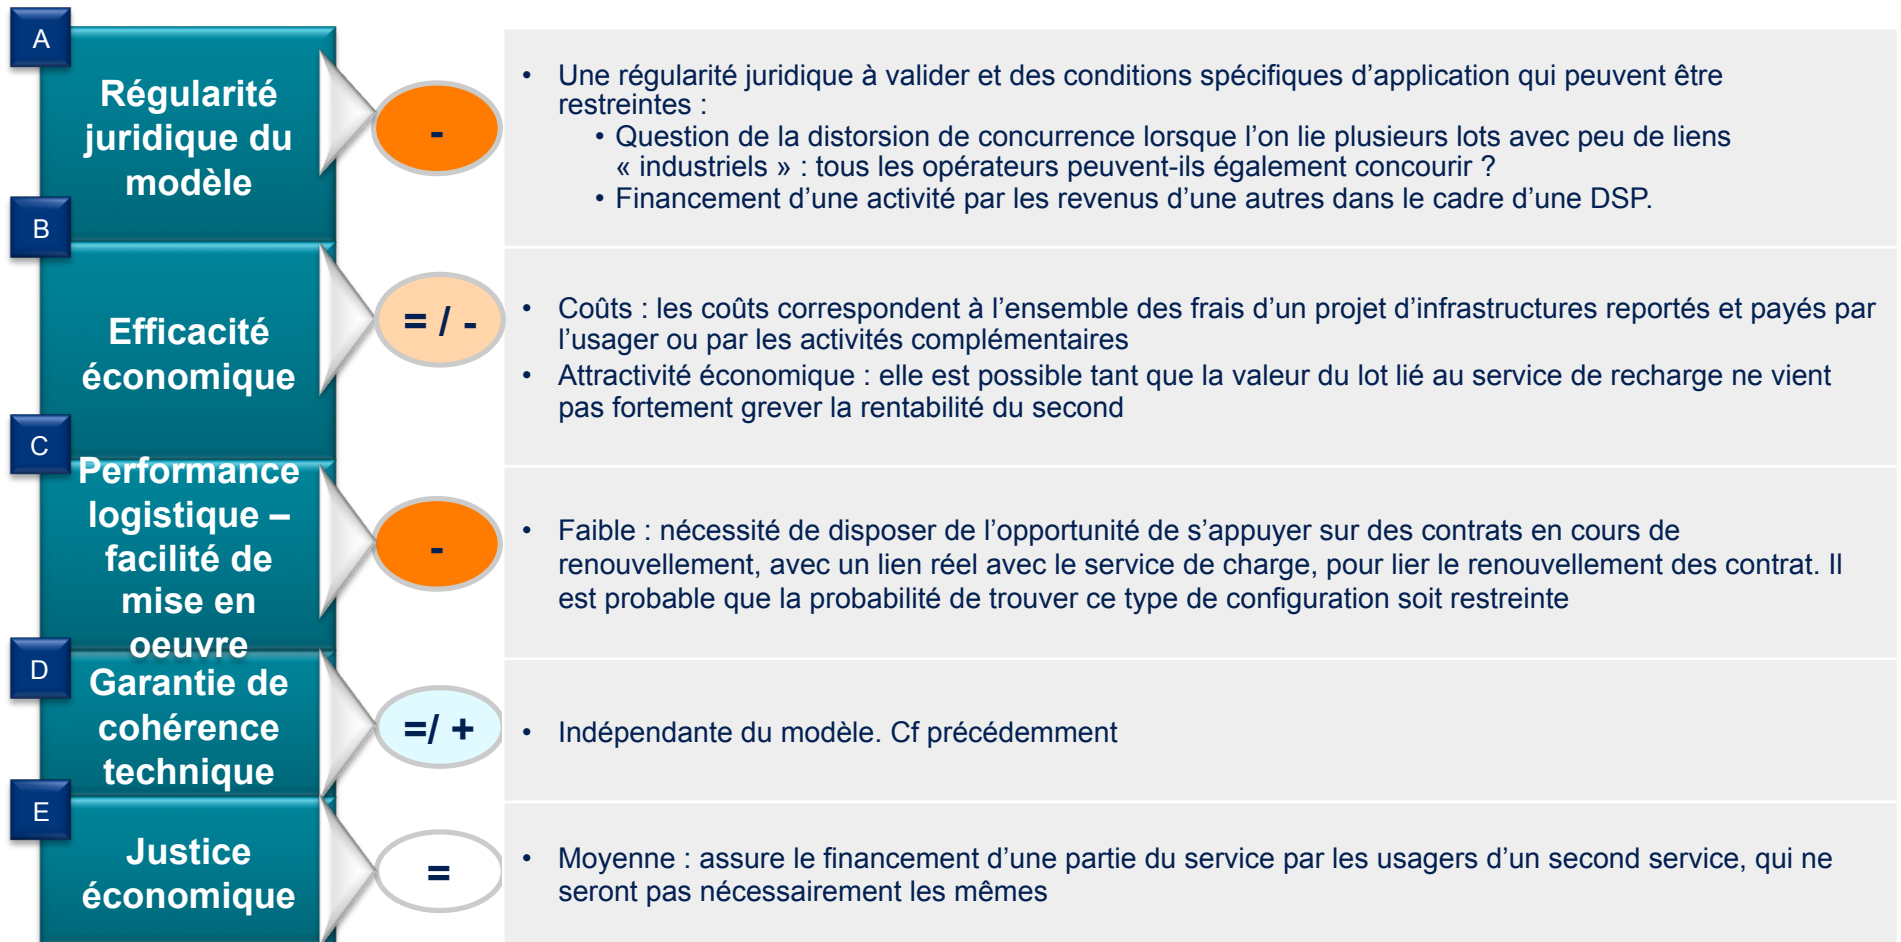 A
Régularité
juridique du
modèle
-
• Une régularité juridique à valider et des conditions spécifiques d’application qui peuvent être
restreintes :
• Question de la distorsion de concurrence lorsque l’on lie plusieurs lots avec peu de liens
« industriels » : tous les opérateurs peuvent-ils également concourir ?
• Financement d’une activité par les revenus d’une autres dans le cadre d’une DSP.
B
Efficacité
économique
= / -
• Coûts : les coûts correspondent à l’ensemble des frais d’un projet d’infrastructures reportés et payés par
l’usager ou par les activités complémentaires
• Attractivité économique : elle est possible tant que la valeur du lot lié au service de recharge ne vient
pas fortement grever la rentabilité du second
C
Performance
logistique –
facilité de
mise en
oeuvre
-
• Faible : nécessité de disposer de l’opportunité de s’appuyer sur des contrats en cours de
renouvellement, avec un lien réel avec le service de charge, pour lier le renouvellement des contrat. Il
est probable que la probabilité de trouver ce type de configuration soit restreinte
D
Garantie de
cohérence
technique
=/ +
• Indépendante du modèle. Cf précédemment
E
Justice
économique
=
• Moyenne : assure le financement d’une partie du service par les usagers d’un second service, qui ne
seront pas nécessairement les mêmes